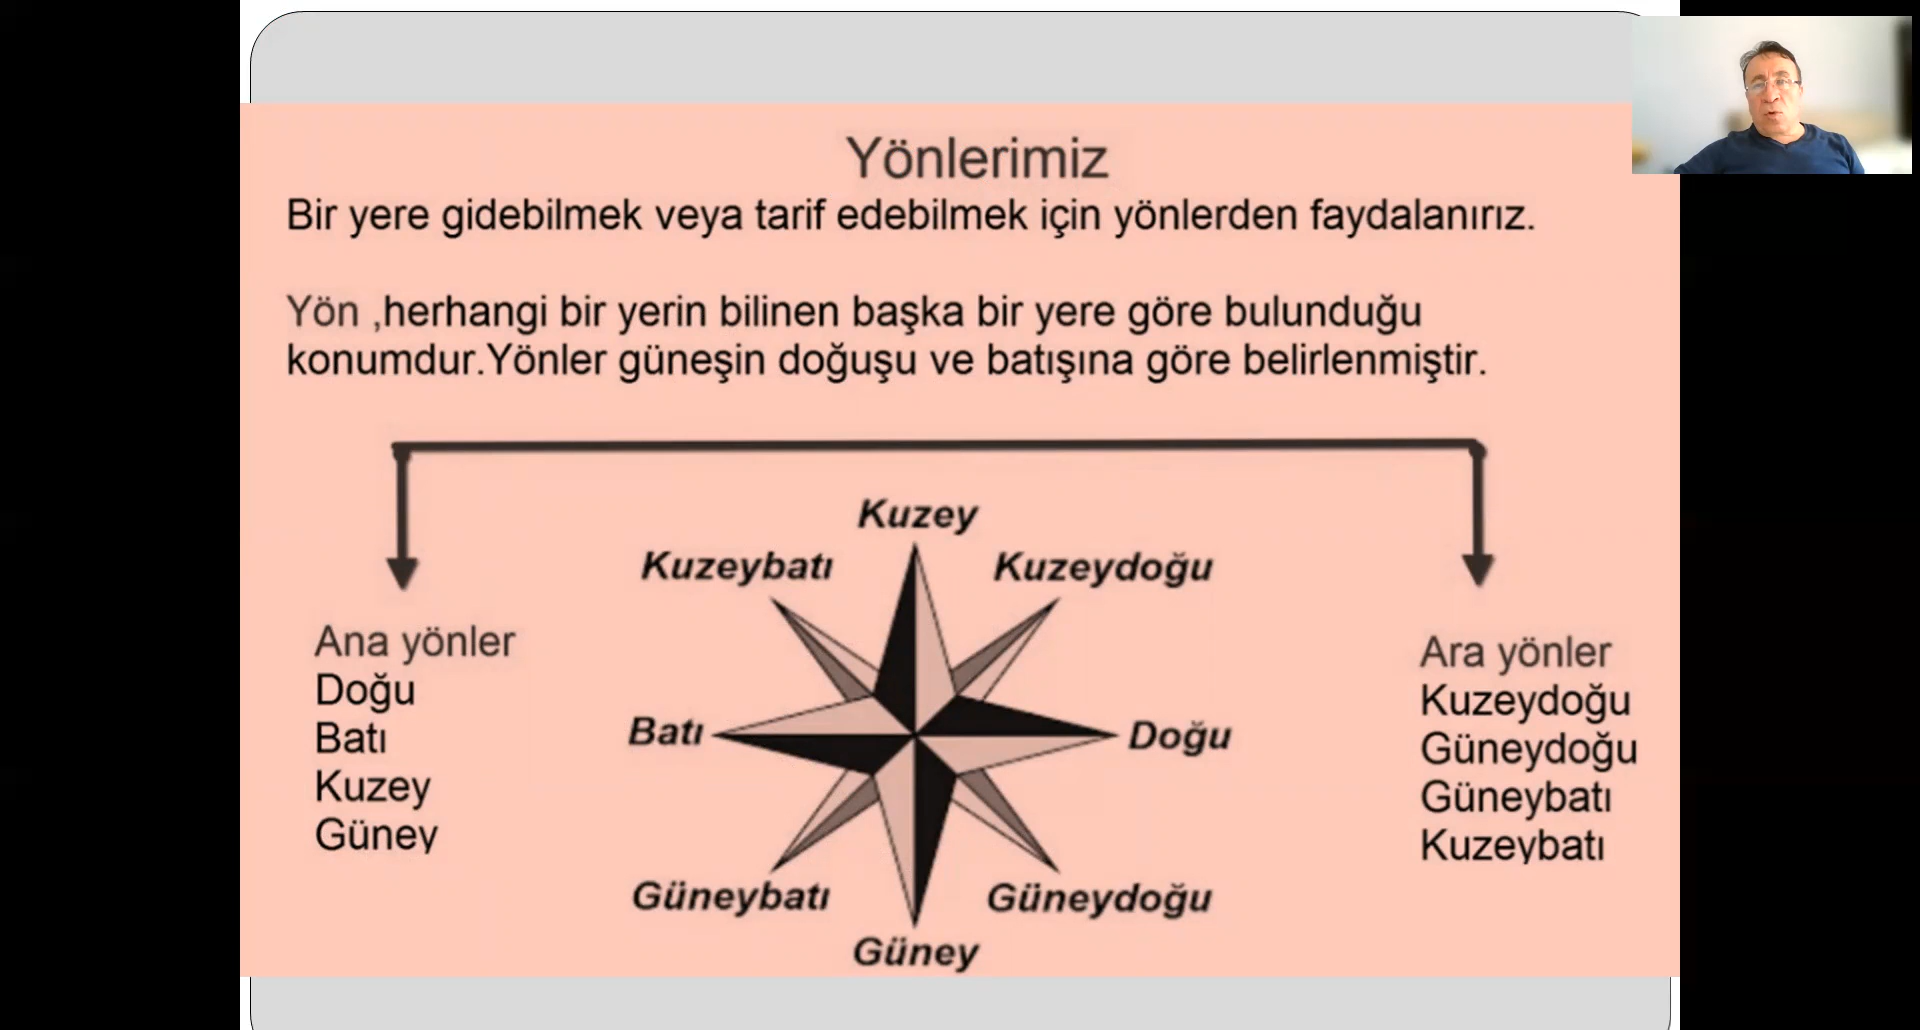 Yönlerimiz
Bir yere gidebilmek veya tarif edebilmek için yönlerden faydalanırız.
Yön ,herhangi bir yerin bilinen başka bir yere göre bulunduğu
konumdur.Yönler güneşin doğuşu ve batışına göre belirlenmiştir.
Ana yönler
Doğu
Batı
Kuzey
Güney
Kuzey
Kuzeybatı
Kuzeydoğu
Batı
Doğu
Güneybatı
Güneydoğu
Güney
Ara yönler
Kuzeydoğu
Güneydoğu
Güneybatı
Kuzeybatı